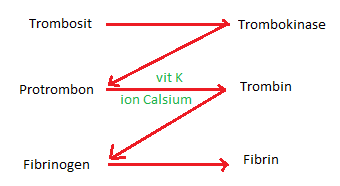 Trombosit Trombokinase
vit K
Protrombon Trombin
ion Calsium
Fibrinogen Fibrin